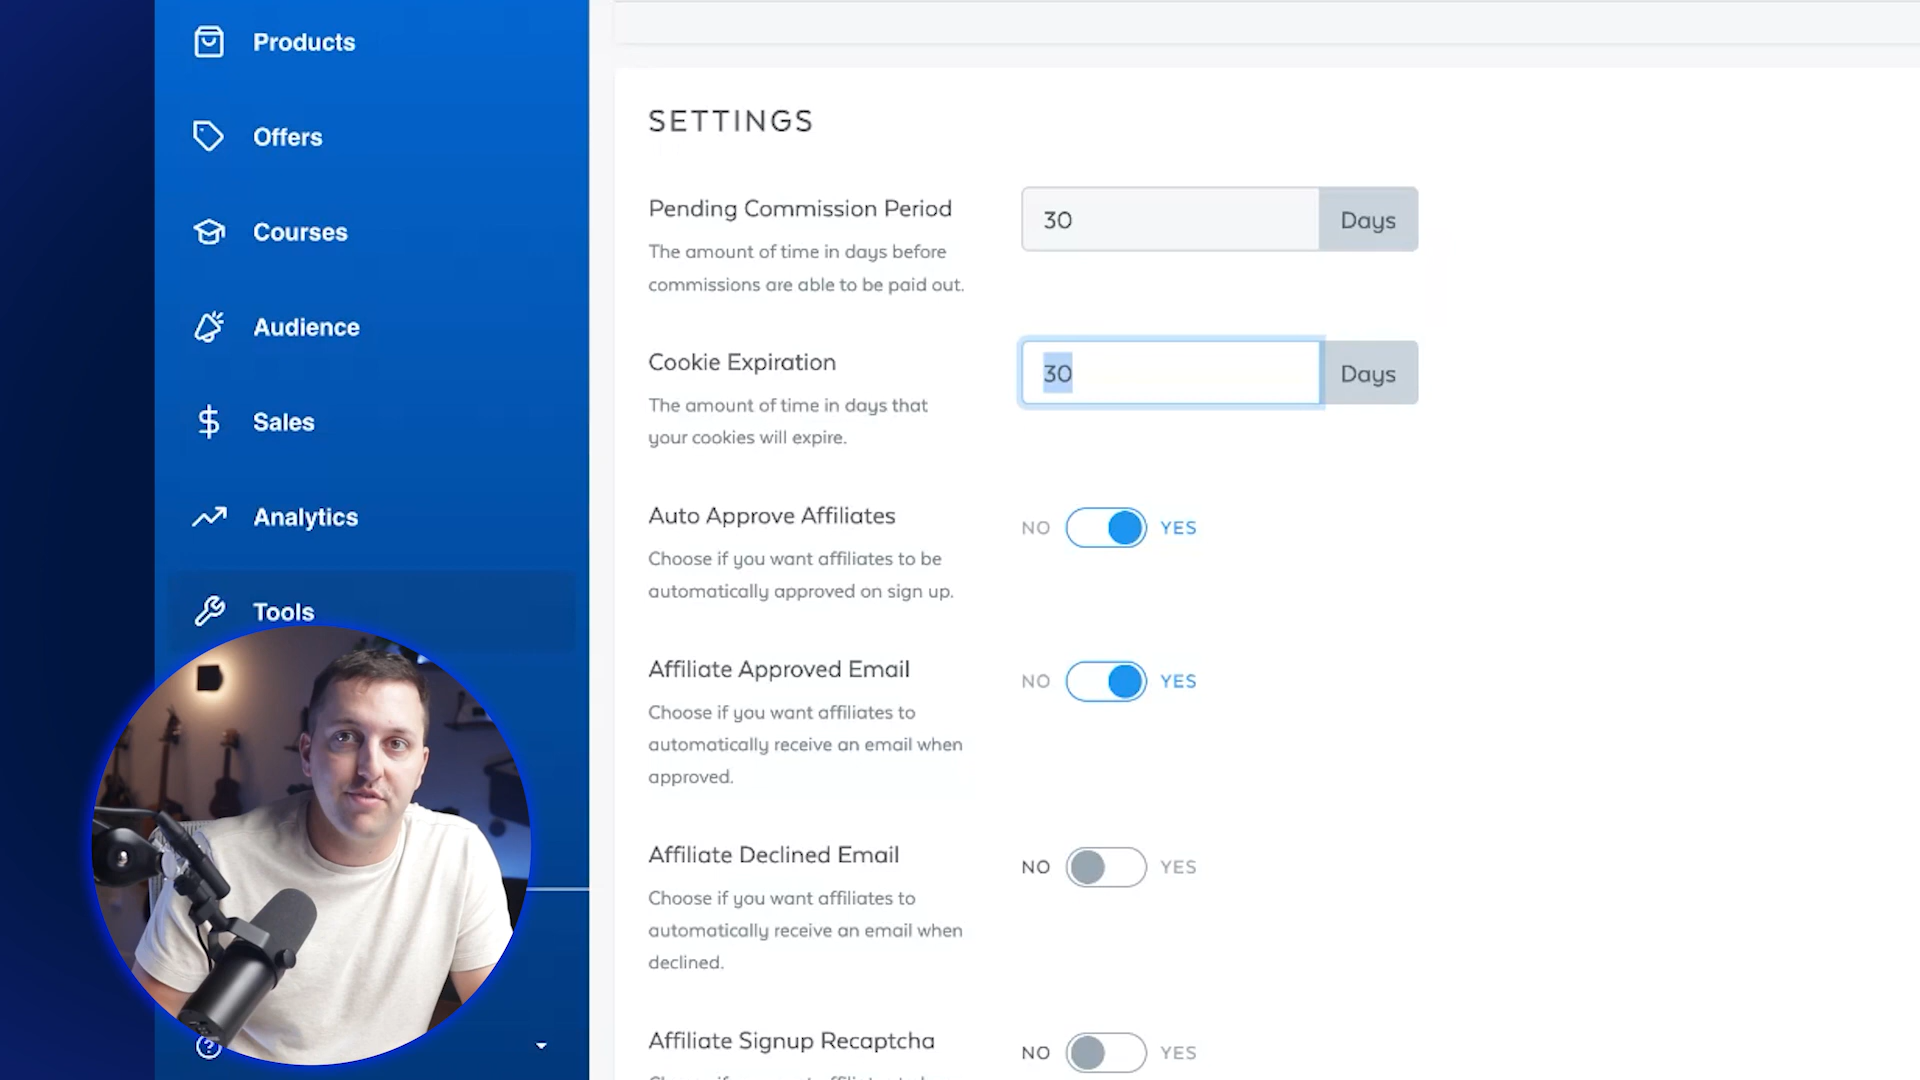 Products
Offers
Courses
Audience
Sales
Analytics
Tools
SETTINGS
Pending Commission Period
The amount of time in days before
commissions are able to be paid out.
30 Days
Cookie Expiration
The amount of time in days that
your cookies will expire.
30 Days
Auto Approve Affiliates
Choose if you want affiliates to be
automatically approved on sign up.
NO YES
Affiliate Approved Email
Choose if you want affiliates to
automatically receive an email when
approved.
NO YES
Affiliate Declined Email
Choose if you want affiliates to
automatically receive an email when
declined.
NO YES
Affiliate Signup Recaptcha
NO YES